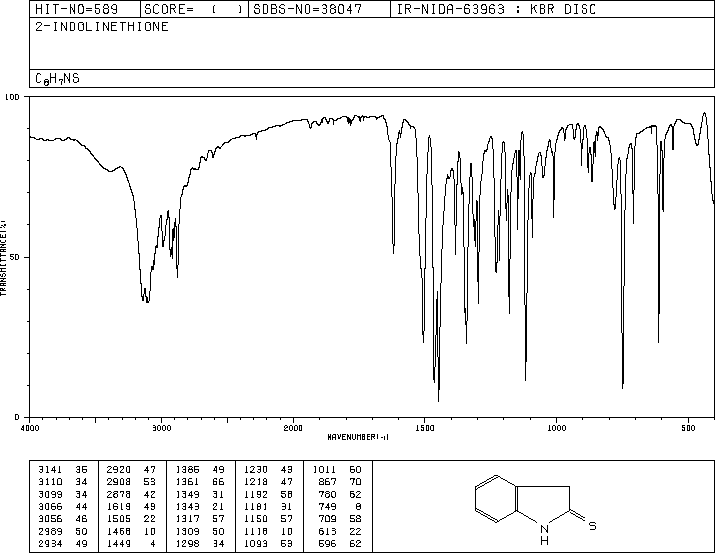 HIT-NO=589 SCORE= ( ) SDBS-NO=38047 IR-NIDA-63963 : KBR DISC
2-INDOLINETHIONE
C8H7NS
100
50
0
TRANSMITTANCE(%)
4000 3000 2000 1500 1000 500
WAVENUMBER(-1)
3141 36 2920 47 1386 49 1230 43 1011 60
3110 34 2908 53 1361 66 1218 47 867 70
3099 34 2878 42 1349 31 1192 58 780 62
3066 44 1619 49 1343 21 1181 31 749 8
3056 46 1505 22 1317 57 1150 57 709 58
2989 50 1468 10 1309 50 1118 10 613 22
2934 49 1449 4 1298 34 1093 53 596 62
S
N
H